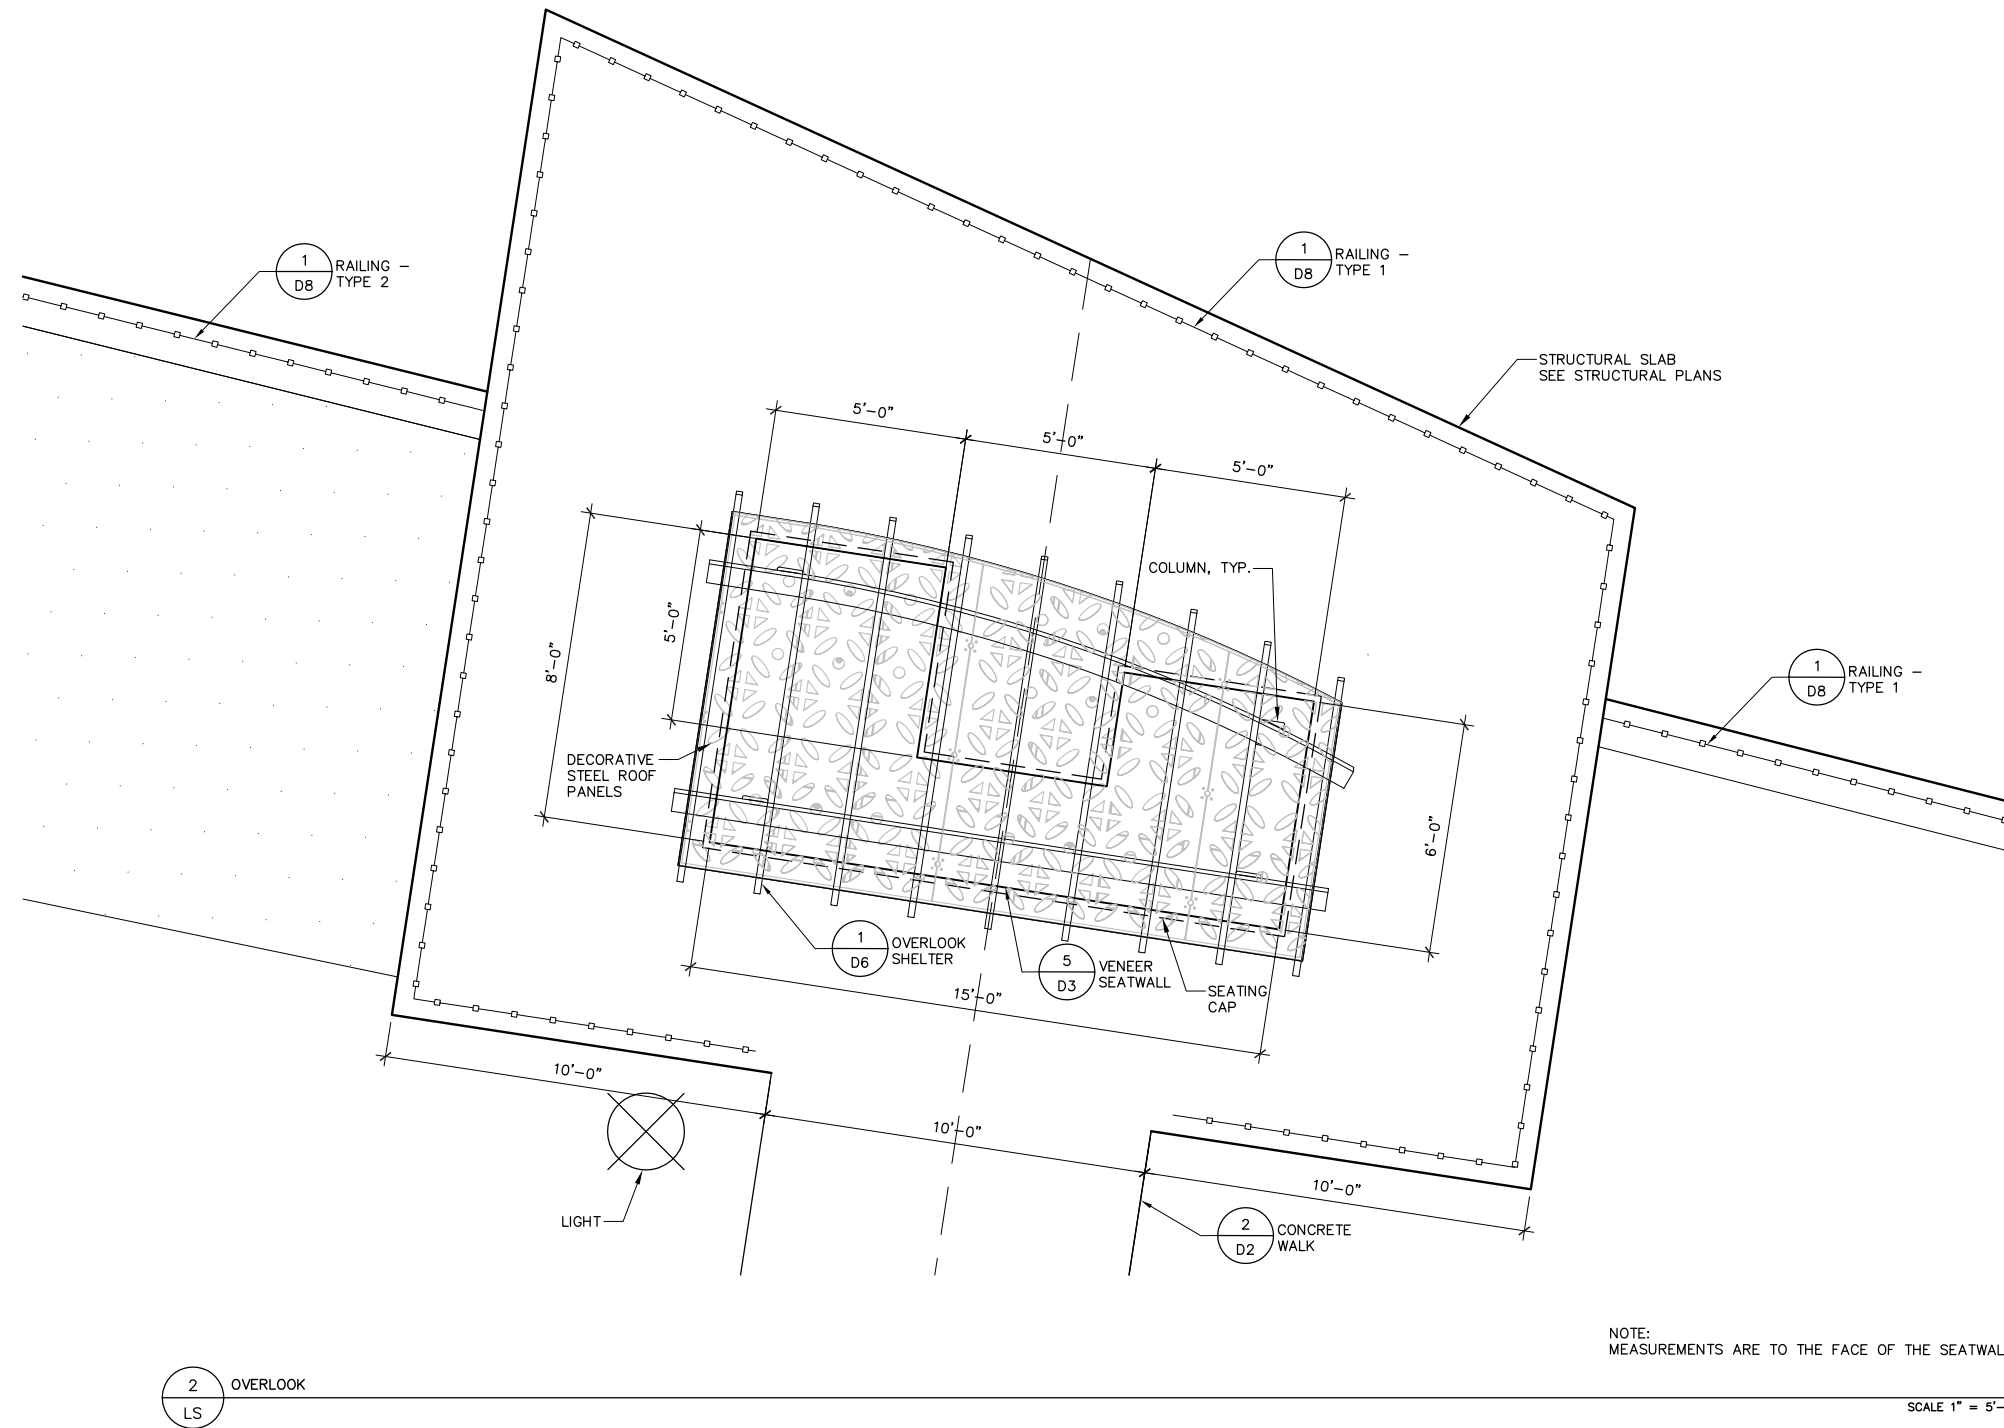 1
D8
RAILING –
TYPE 1
1
D8
RAILING –
TYPE 2
STRUCTURAL SLAB
SEE STRUCTURAL PLANS
5'–0"
5'–0"
5'–0"
COLUMN, TYP.
5'–0"
8'–0"
1
D8
RAILING –
TYPE 1
DECORATIVE
STEEL ROOF
PANELS
6'–0"
1
D6
OVERLOOK
SHELTER
5
D3
VENEER
SEATWALL
SEATING
CAP
15'–0"
10'–0"
10'–0"
10'–0"
LIGHT
2
D2
CONCRETE
WALK
NOTE:
MEASUREMENTS ARE TO THE FACE OF THE SEATWAL
2
LS
OVERLOOK
SCALE 1" = 5'–